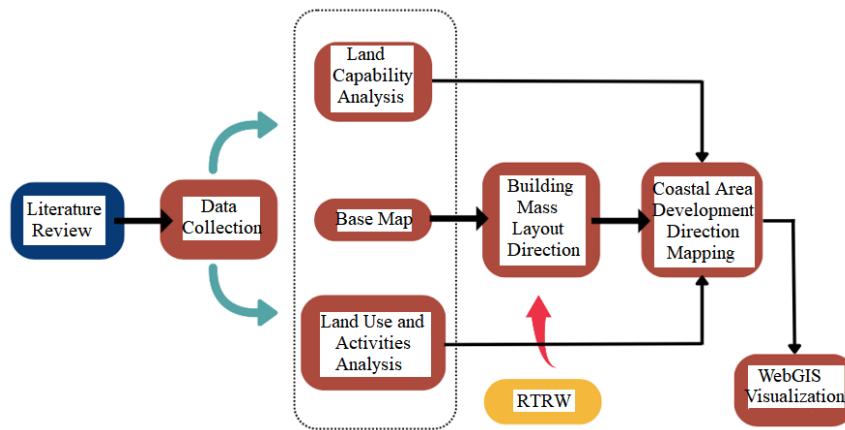 Literature
Review
Data
Collection
Land
Capability
Analysis
Base Map
Land Use and
Activities
Analysis
Building
Mass
Layout
Direction
RTRW
Coastal Area
Development
Direction
Mapping
WebGIS
Visualization